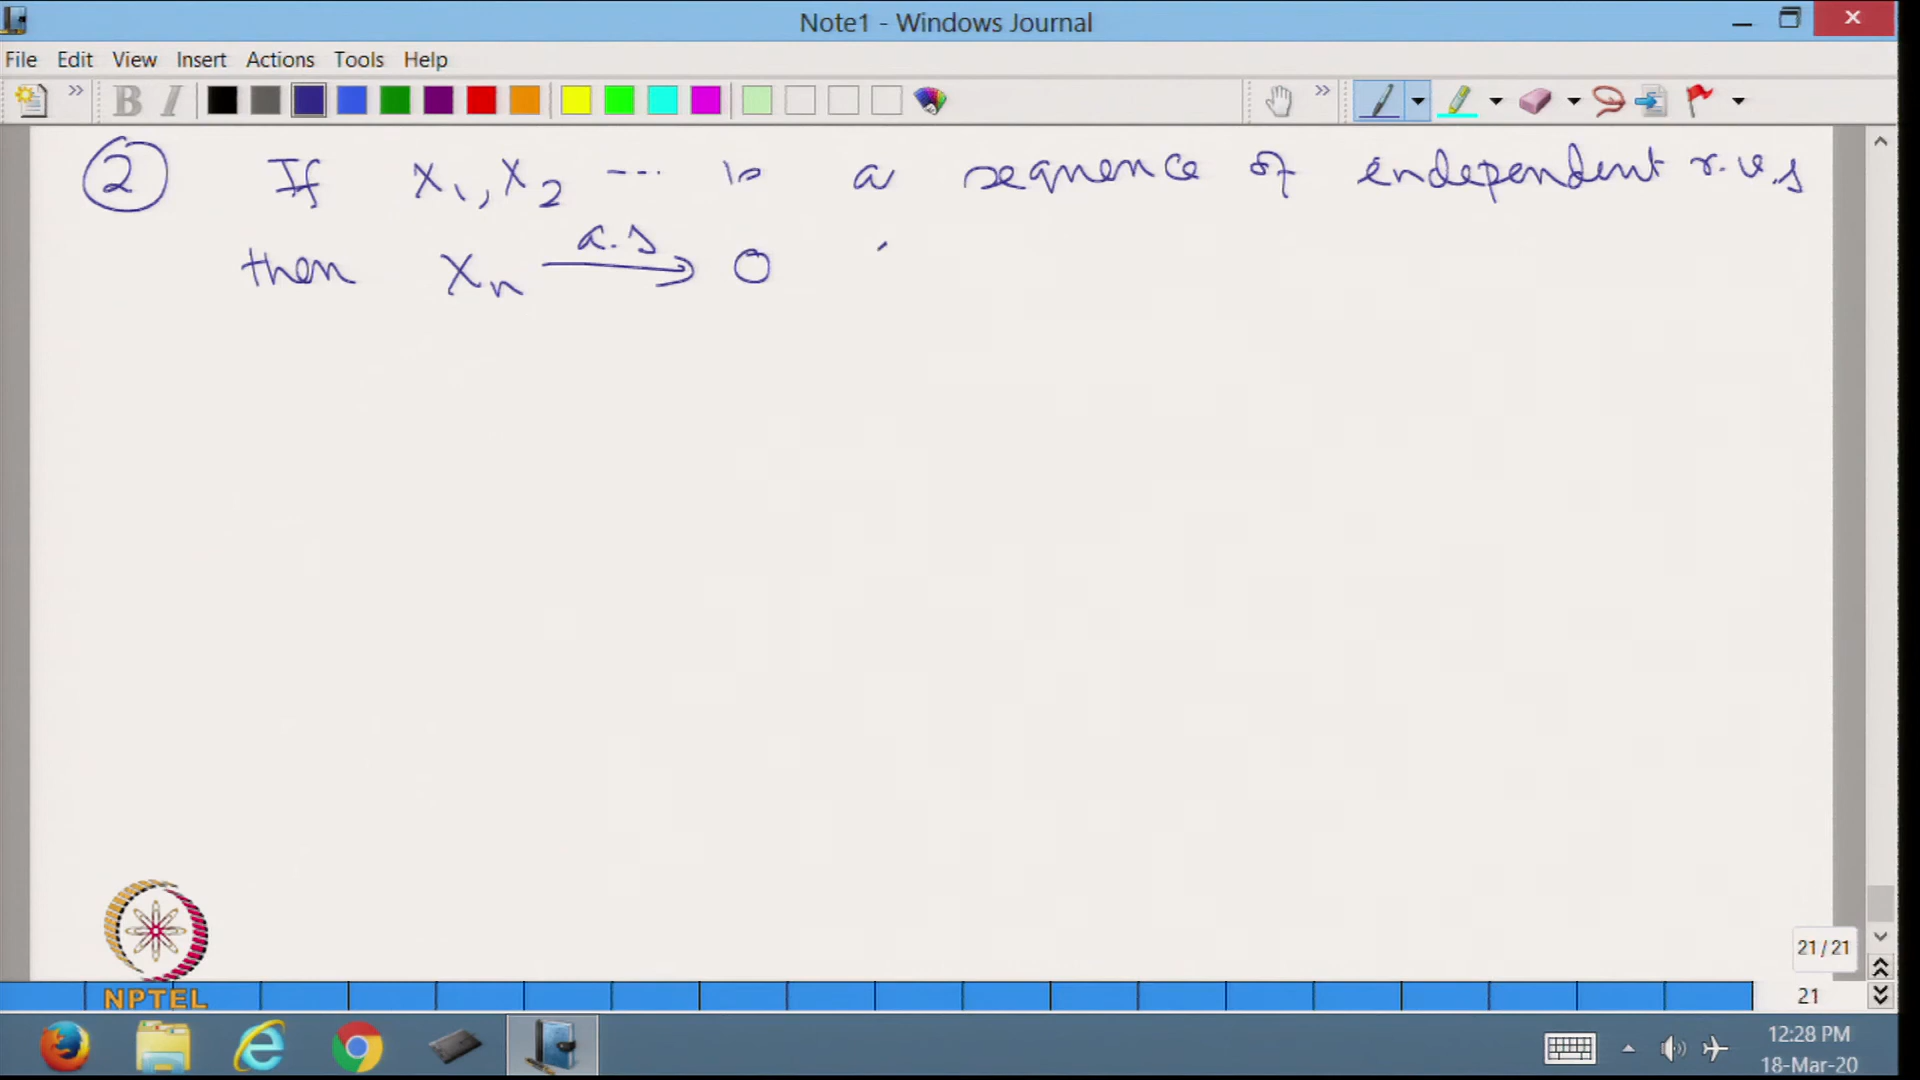 Note1 - Windows Journal
File Edit View Insert Actions Tools Help
B I
2 If X₁, X₂ --- is a sequence of independent r.v.s
then Xₙ a.s→ 0
21 / 21
NPTEL
21
12:28 PM
18-Mar-20